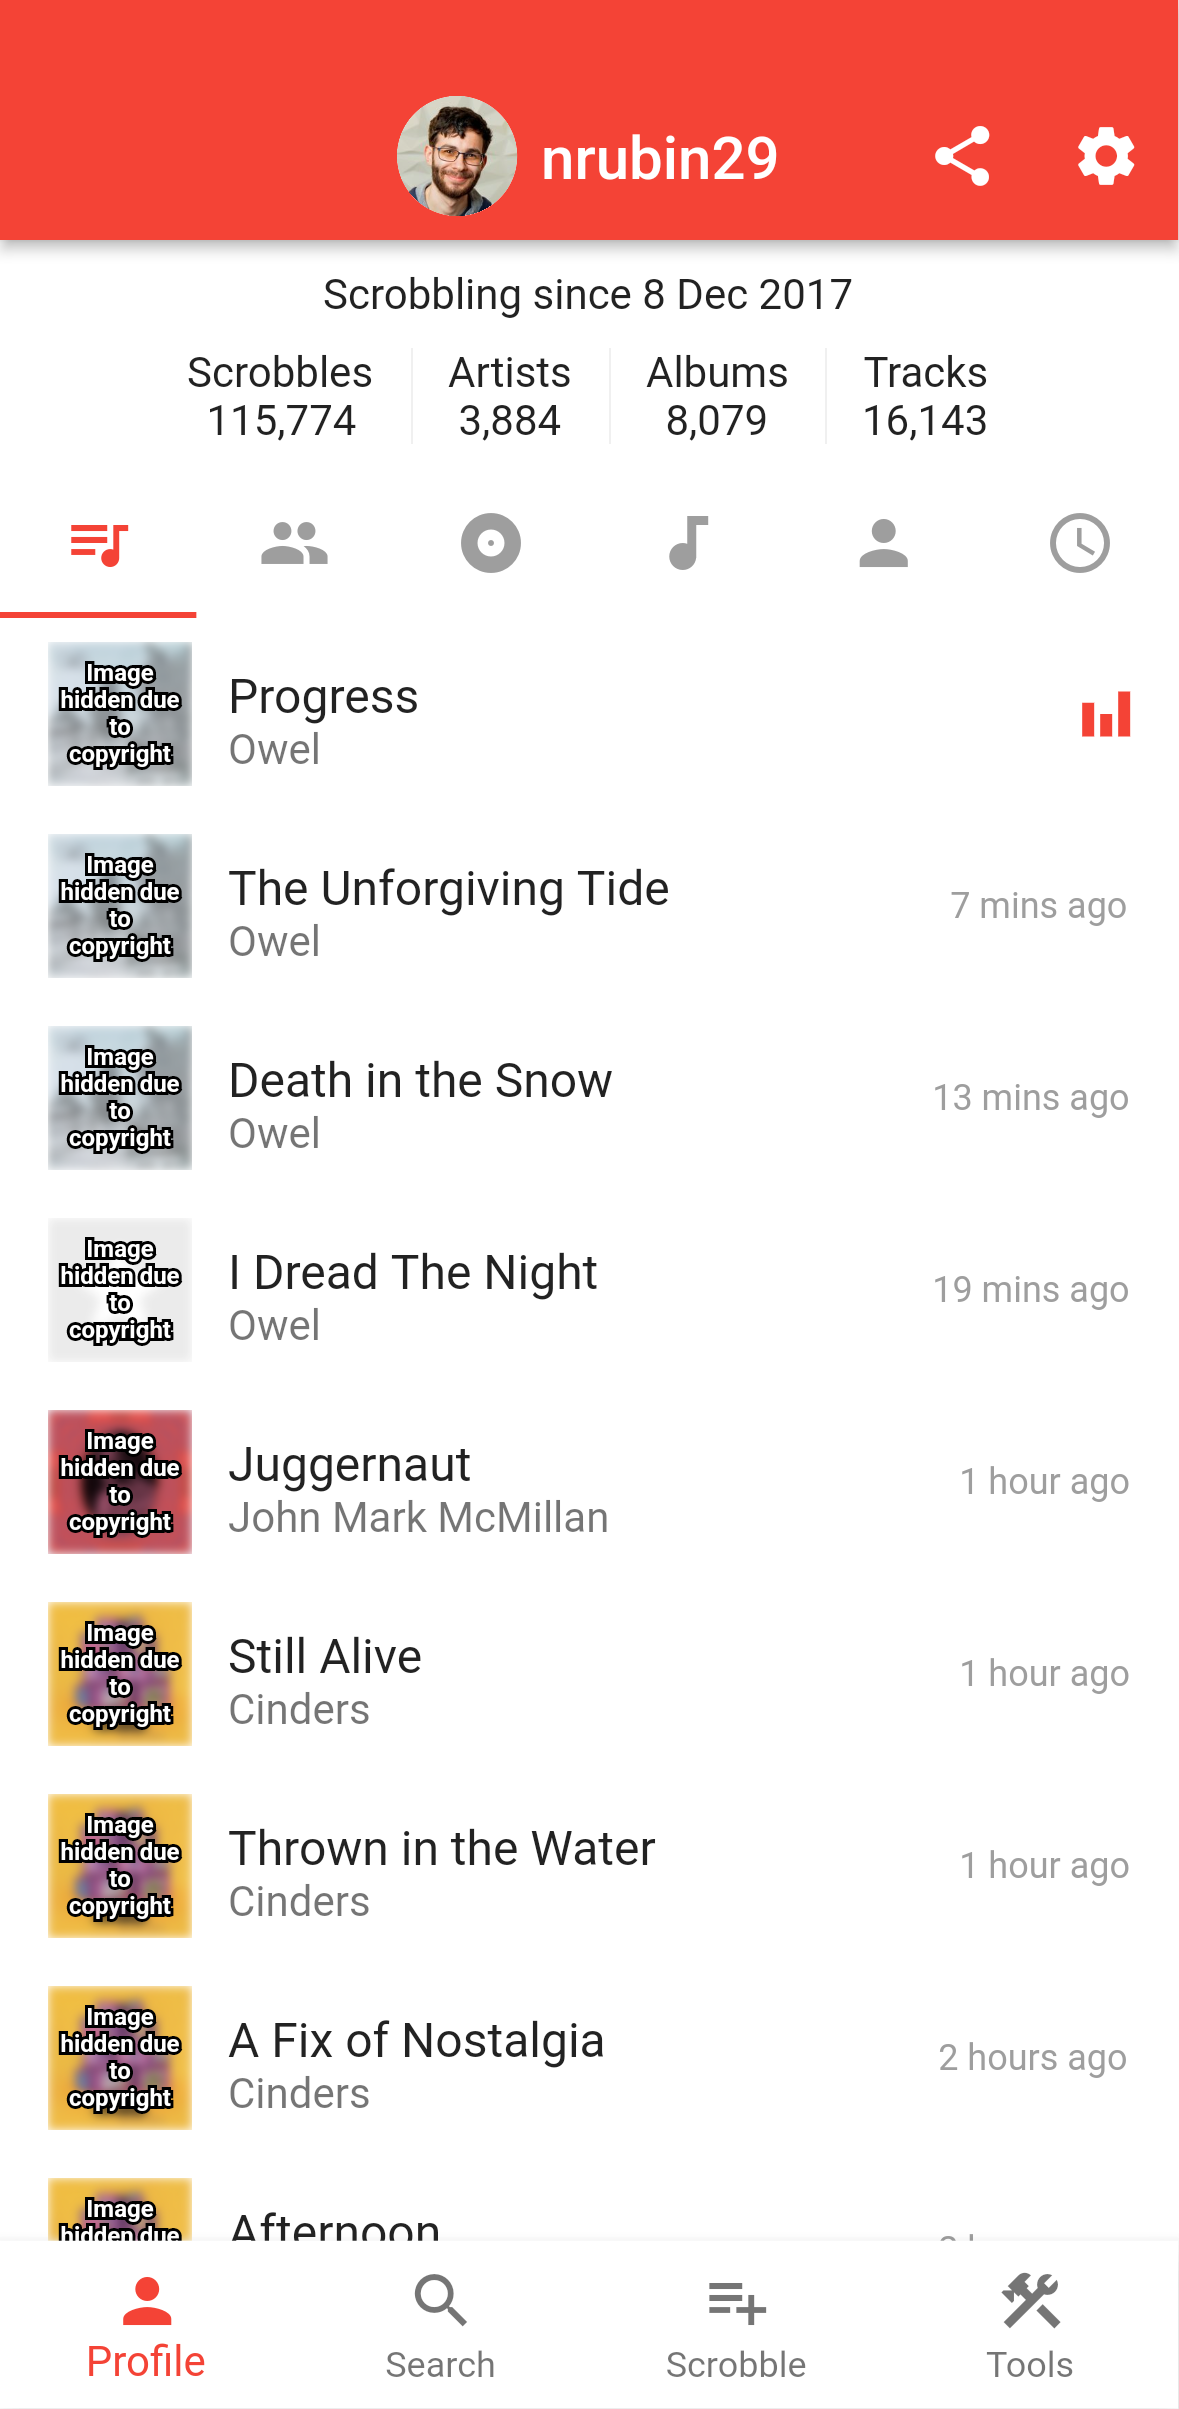 nrubin29
Scrobbling since 8 Dec 2017
Scrobbles Artists Albums Tracks
115,774 3,884 8,079 16,143
Image
hidden due
to
copyright
Progress
Owel
Image
hidden due
to
copyright
The Unforgiving Tide
Owel
7 mins ago
Image
hidden due
to
copyright
Death in the Snow
Owel
13 mins ago
Image
hidden due
to
copyright
I Dread The Night
Owel
19 mins ago
Image
hidden due
to
copyright
Juggernaut
John Mark McMillan
1 hour ago
Image
hidden due
to
copyright
Still Alive
Cinders
1 hour ago
Image
hidden due
to
copyright
Thrown in the Water
Cinders
1 hour ago
Image
hidden due
to
copyright
A Fix of Nostalgia
Cinders
2 hours ago
Image
hidden due
Afternoon
Profile Search Scrobble Tools